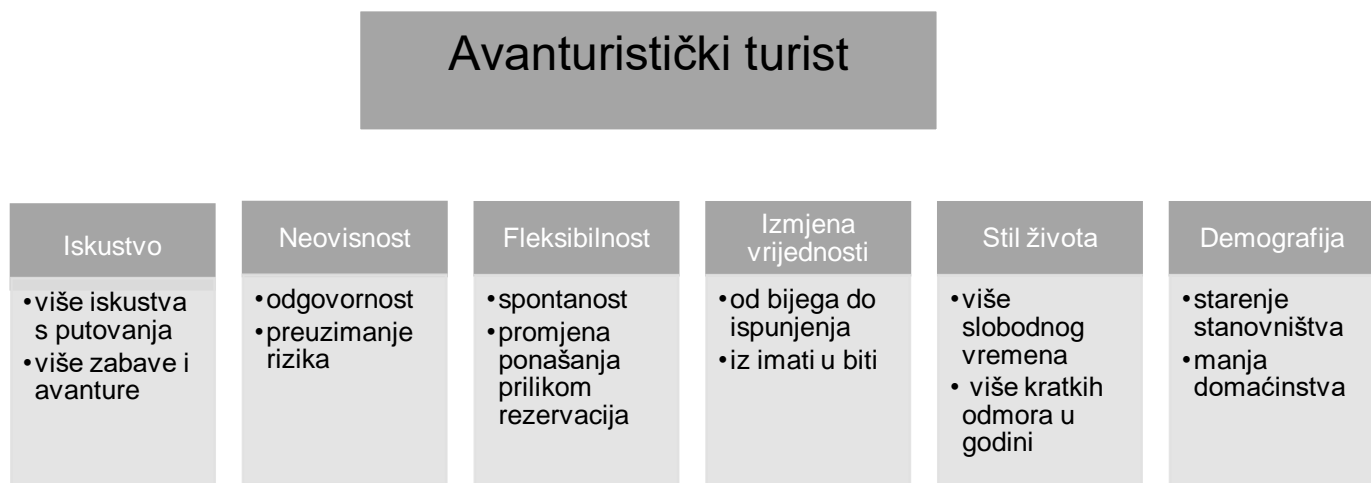 Avanturistički turist
Iskustvo
•više iskustva
s putovanja
•više zabave i
avanture
Neovisnost
•odgovornost
•preuzimanje
rizika
Fleksibilnost
•spontanost
•promjena
ponašanja
prilikom
rezervacija
Izmjena
vrijednosti
•od bijega do
ispunjenja
•iz imati u biti
Stil života
•više
slobodnog
vremena
• više kratkih
odmora u
godini
Demografija
•starenje
stanovništva
•manja
domaćinstva